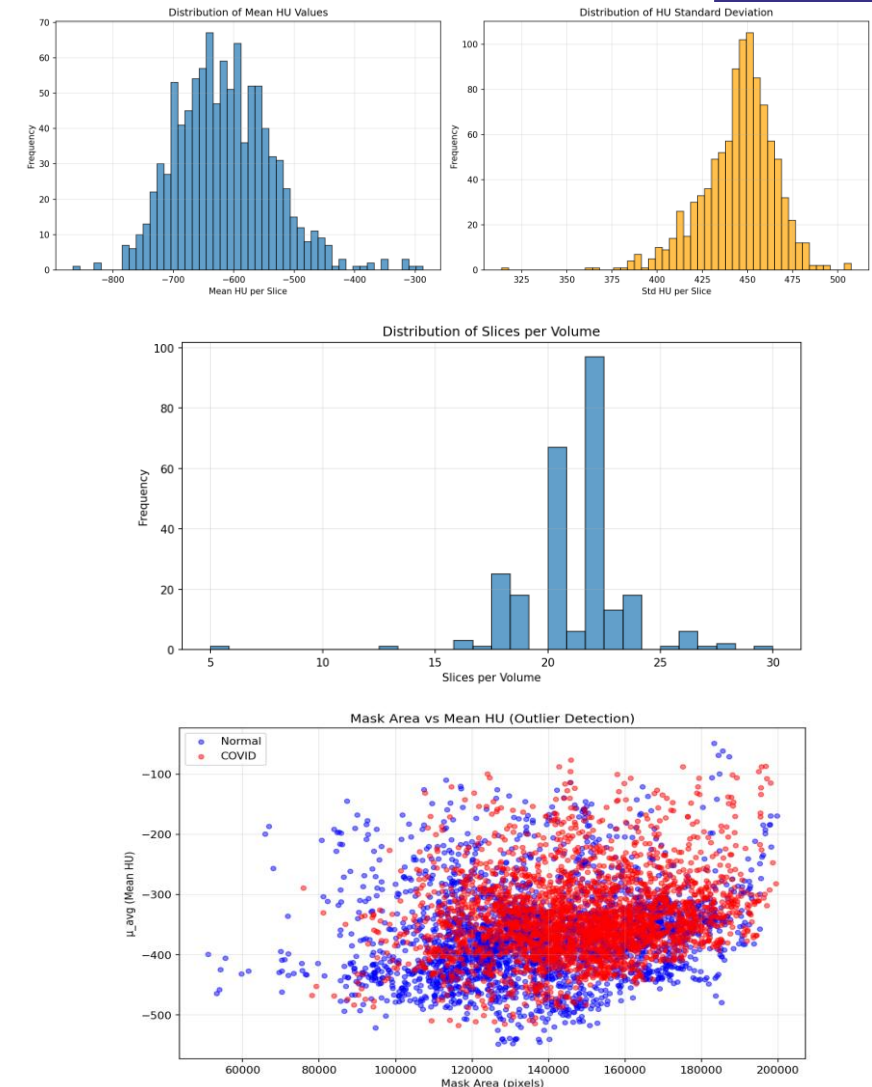 Distribution of Mean HU Values
70
60
50
40
30
20
10
0
Frequency
−800 −700 −600 −500 −400 −300
Mean HU per Slice
Distribution of HU Standard Deviation
100
80
60
40
20
0
Frequency
325 350 375 400 425 450 475 500
Std HU per Slice
Distribution of Slices per Volume
100
80
60
40
20
0
Frequency
5 10 15 20 25 30
Slices per Volume
Mask Area vs Mean HU (Outlier Detection)
Normal
COVID
−100
−200
−300
−400
−500
μ_avg (Mean HU)
60000 80000 100000 120000 140000 160000 180000 200000
Mask Area (pixels)